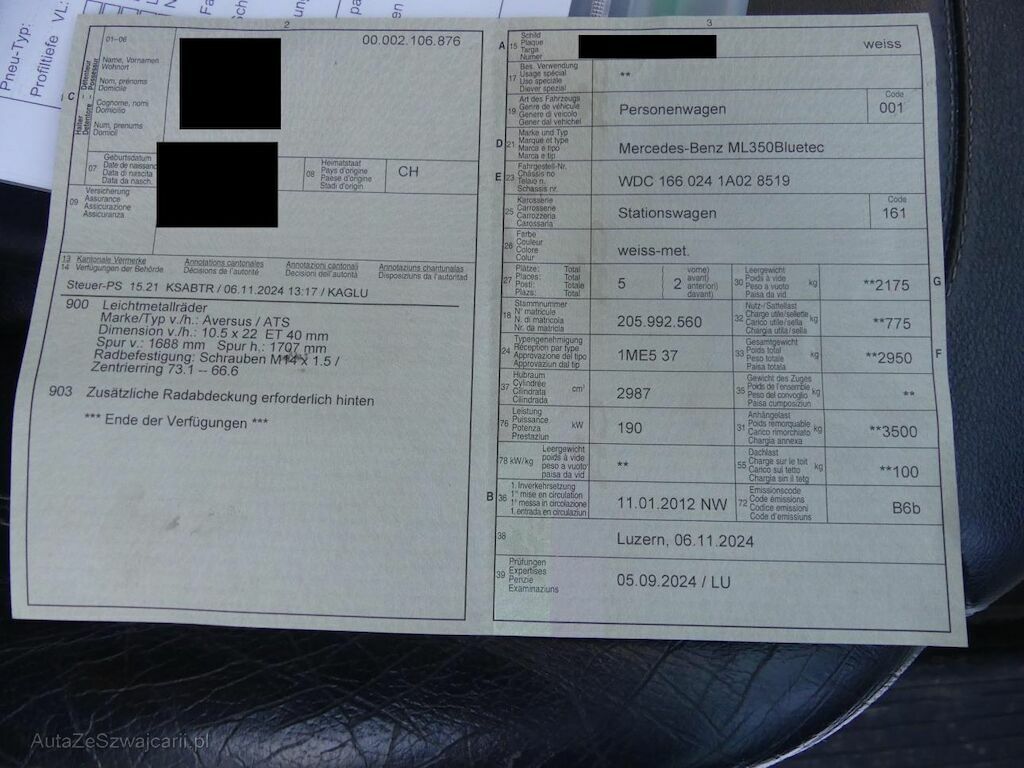 Pneu-Typ:
Profiltiefe VL:
2
01-06
00.002.106.876
Name, Vornamen
Wohnort
Nom, prénoms
Domicile
Cognome, nomi
Domicilio
Num, prenums
Domicil
C
Halter Détenteur
Detentore Possessur
07
Geburtsdatum
Date de naissance
Data di nascita
Data da nasch.
08
Heimatstaat
Pays d'origine
Paese d'origine
Stadi d'origin
CH
09
Versicherung
Assurance
Assicurazione
Assicuranza
13 Kantonale Vermerke
14 Verfügungen der Behörde
Annotations cantonales
Décisions de l'autorité
Annotazioni cantonali
Decisioni dell'autorità
Annotaziuns chantunalas
Disposiziuns da l'autoritad
Steuer-PS 15.21 KSABTR / 06.11.2024 13:17 / KAGLU
900 Leichtmetallräder
Marke/Typ v./h.: Aversus / ATS
Dimension v./h.: 10.5 x 22 ET 40 mm
Spur v.: 1688 mm Spur h.: 1707 mm
Radbefestigung: Schrauben M14 x 1.5 /
Zentrierring 73.1 -- 66.6
903 Zusätzliche Radabdeckung erforderlich hinten
*** Ende der Verfügungen ***
3
A 15
Schild
Plaque
Targa
Numer
weiss
17
Bes. Verwendung
Usage spécial
Uso speciale
Diever spezial
**
19
Art des Fahrzeugs
Genre de véhicule
Genere di veicolo
Gener dal vehichel
Personenwagen
Code
001
D 21
Marke und Typ
Marque et type
Marca e tipo
Marca e tip
Mercedes-Benz ML350Bluetec
E 23
Fahrgestell-Nr.
Châssis no
Telaio n.
Schassis nr.
WDC 166 024 1A02 8519
25
Karosserie
Carrosserie
Carrozzeria
Carossaria
Stationswagen
Code
161
26
Farbe
Couleur
Colore
Colur
weiss-met.
27
Plätze: Total
Places: Total
Posti: Totale
Plazs: Total
5
( vorne)
( 2 avant)
( anteriori)
( davant)
30
Leergewicht
Poids à vide
Peso a vuoto
Paisa da vid
kg
**2175
G
18
Stammnummer
N° matricule
N. di matricola
Nr. da matricla
205.992.560
32
Nutz-/Sattellast
Charge utile/sellette
Carico utile/sella
Chargia utila/sella
kg
**775
24
Typengenehmigung
Réception par type
Approvazione del tipo
Approvaziun dal tip
1ME5 37
33
Gesamtgewicht
Poids total
Peso totale
Paisa totala
kg
**2950
F
37
Hubraum
Cylindrée
Cilindrata
Cilindrada
cm³
2987
35
Gewicht des Zuges
Poids de l'ensemble
Peso del convoglio
Paisa cumposiziun
kg
**
76
Leistung
Puissance
Potenza
Prestaziun
kW
190
31
Anhängelast
Poids remorquable
Carico rimorchiato
Chargia annexa
kg
**3500
78 kW/kg
Leergewicht
poids à vide
peso a vuoto
paisa da vid
**
55
Dachlast
Charge sur le toit
Carico sul tetto
Chargia sin il tetg
kg
**100
B 36
1. Inverkehrsetzung
1re mise en circulation
1a messa in circolazione
1. entrada en circulaziun
11.01.2012 NW
72
Emissionscode
Code émissions
Codice emissioni
Code d'emissiuns
B6b
38
Luzern, 06.11.2024
39
Prüfungen
Expertises
Perizie
Examinaziuns
05.09.2024 / LU
AutaZeSzwajcarii.pl